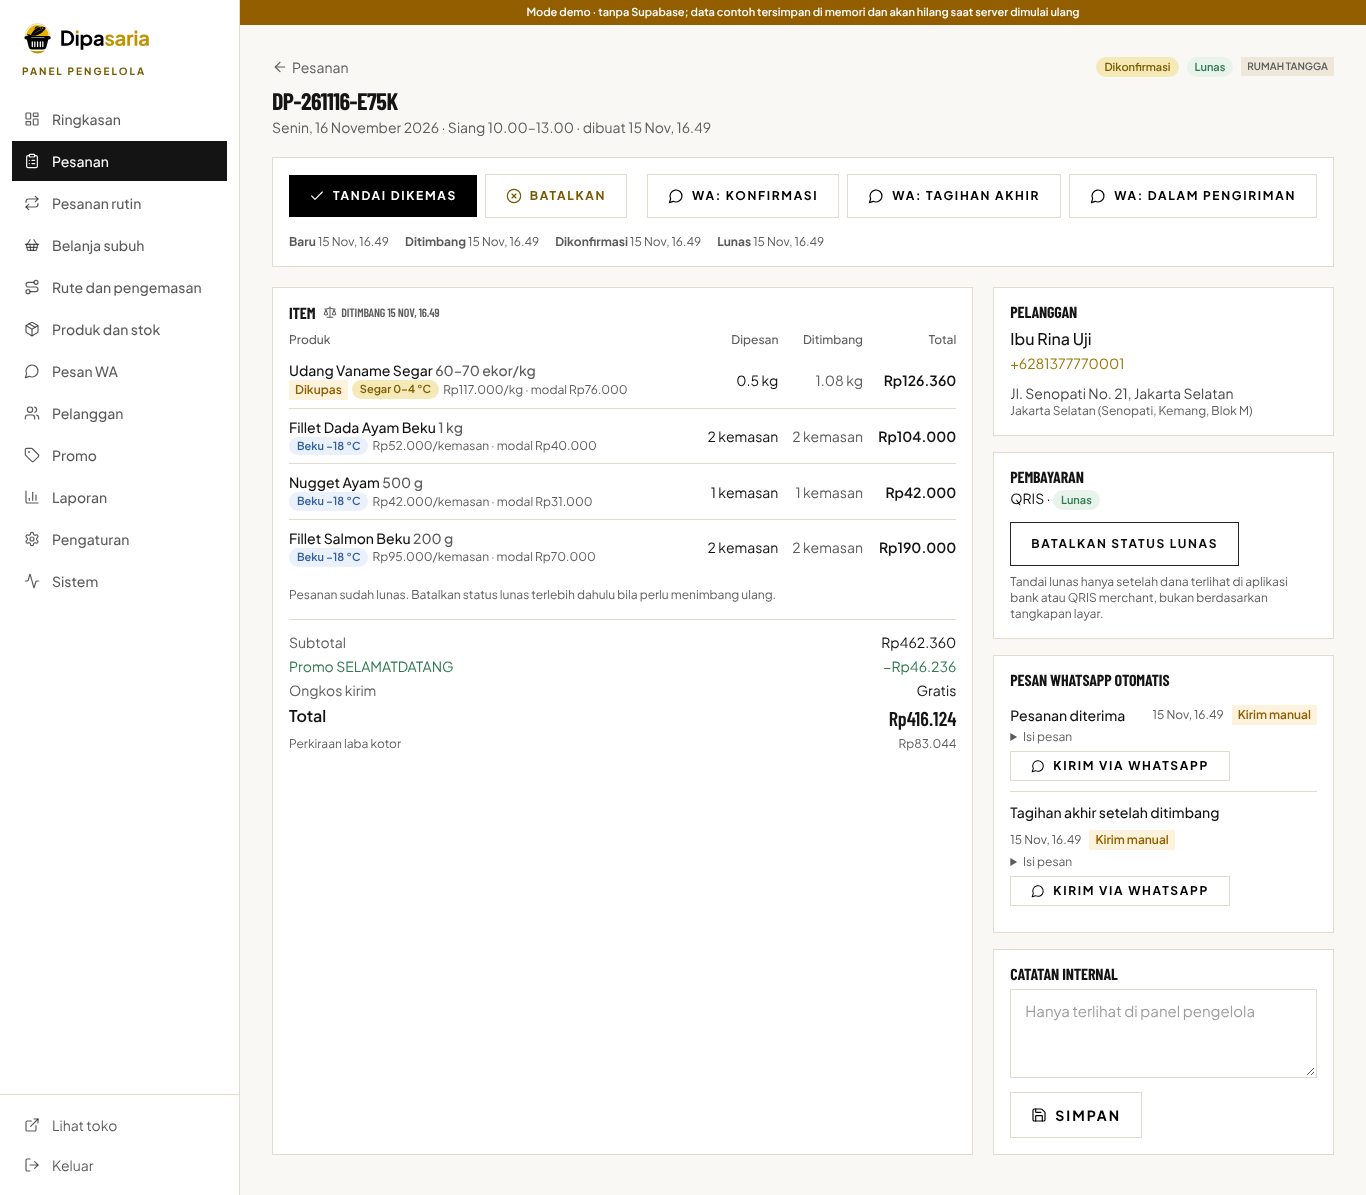 Mode demo · tanpa Supabase; data contoh tersimpan di memori dan akan hilang saat server dimulai ulang
Dipasaria
PANEL PENGELOLA
Ringkasan
Pesanan
Pesanan rutin
Belanja subuh
Rute dan pengemasan
Produk dan stok
Pesan WA
Pelanggan
Promo
Laporan
Pengaturan
Sistem
Lihat toko
Keluar
Pesanan
Dikonfirmasi Lunas RUMAH TANGGA
DP-261116-E75K
Senin, 16 November 2026 · Siang 10.00–13.00 · dibuat 15 Nov, 16.49
TANDAI DIKEMAS BATALKAN WA: KONFIRMASI WA: TAGIHAN AKHIR WA: DALAM PENGIRIMAN
Baru 15 Nov, 16.49 Ditimbang 15 Nov, 16.49 Dikonfirmasi 15 Nov, 16.49 Lunas 15 Nov, 16.49
ITEM DITIMBANG 15 NOV, 16.49
Produk Dipesan Ditimbang Total
Udang Vaname Segar 60–70 ekor/kg
Dikupas Segar 0–4 °C Rp117.000/kg · modal Rp76.000
0.5 kg 1.08 kg Rp126.360
Fillet Dada Ayam Beku 1 kg
Beku −18 °C Rp52.000/kemasan · modal Rp40.000
2 kemasan 2 kemasan Rp104.000
Nugget Ayam 500 g
Beku −18 °C Rp42.000/kemasan · modal Rp31.000
1 kemasan 1 kemasan Rp42.000
Fillet Salmon Beku 200 g
Beku −18 °C Rp95.000/kemasan · modal Rp70.000
2 kemasan 2 kemasan Rp190.000
Pesanan sudah lunas. Batalkan status lunas terlebih dahulu bila perlu menimbang ulang.
Subtotal Rp462.360
Promo SELAMATDATANG −Rp46.236
Ongkos kirim Gratis
Total Rp416.124
Perkiraan laba kotor Rp83.044
PELANGGAN
Ibu Rina Uji
+6281377770001
Jl. Senopati No. 21, Jakarta Selatan
Jakarta Selatan (Senopati, Kemang, Blok M)
PEMBAYARAN
QRIS · Lunas
BATALKAN STATUS LUNAS
Tandai lunas hanya setelah dana terlihat di aplikasi
bank atau QRIS merchant, bukan berdasarkan
tangkapan layar.
PESAN WHATSAPP OTOMATIS
Pesanan diterima 15 Nov, 16.49 Kirim manual
Isi pesan
KIRIM VIA WHATSAPP
Tagihan akhir setelah ditimbang
15 Nov, 16.49 Kirim manual
Isi pesan
KIRIM VIA WHATSAPP
CATATAN INTERNAL
Hanya terlihat di panel pengelola
SIMPAN